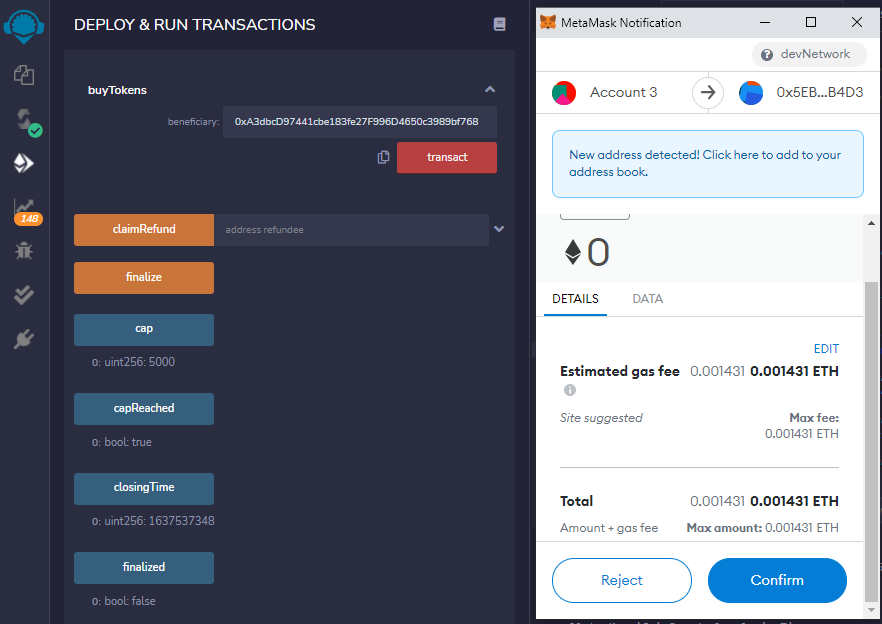 DEPLOY & RUN TRANSACTIONS
buyTokens
beneficiary: 0xA3dbcD97441cbe183fe27F996D4650c3989bf768
transact
148
claimRefund address refundee
finalize
cap
0: uint256: 5000
capReached
0: bool: true
closingTime
0: uint256: 1637537348
finalized
0: bool: false
MetaMask Notification
devNetwork
Account 3 0x5EB...B4D3
New address detected! Click here to add to your
address book.
0
DETAILS DATA
EDIT
Estimated gas fee 0.001431 0.001431 ETH
Site suggested Max fee:
0.001431 ETH
Total 0.001431 0.001431 ETH
Amount + gas fee Max amount: 0.001431 ETH
Reject Confirm